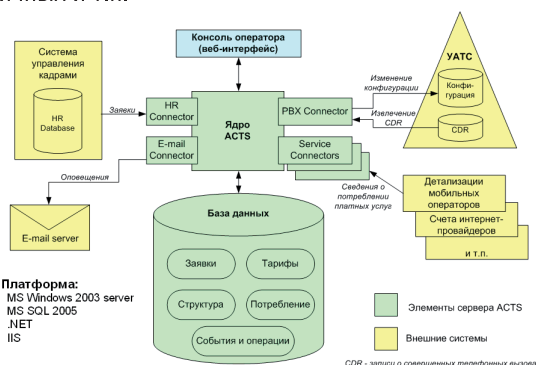 Консоль оператора
(веб-интерфейс)
Система
управления
кадрами
HR
Database
Заявки
HR
Connector
E-mail
Connector
Ядро
ACTS
PBX Connector
Service
Connectors
Изменение
конфигурации
Извлечение
CDR
УАТС
Конфи-
гурация
CDR
Оповещения
E-mail server
Сведения о
потреблении
платных услуг
Детализации
мобильных
операторов
Счета интернет-
провайдеров
и т.п.
База данных
Заявки
Тарифы
Структура
Потребление
События и операции
Платформа:
MS Windows 2003 server
MS SQL 2005
.NET
IIS
Элементы сервера ACTS
Внешние системы
CDR - записи о совершенных телефонных